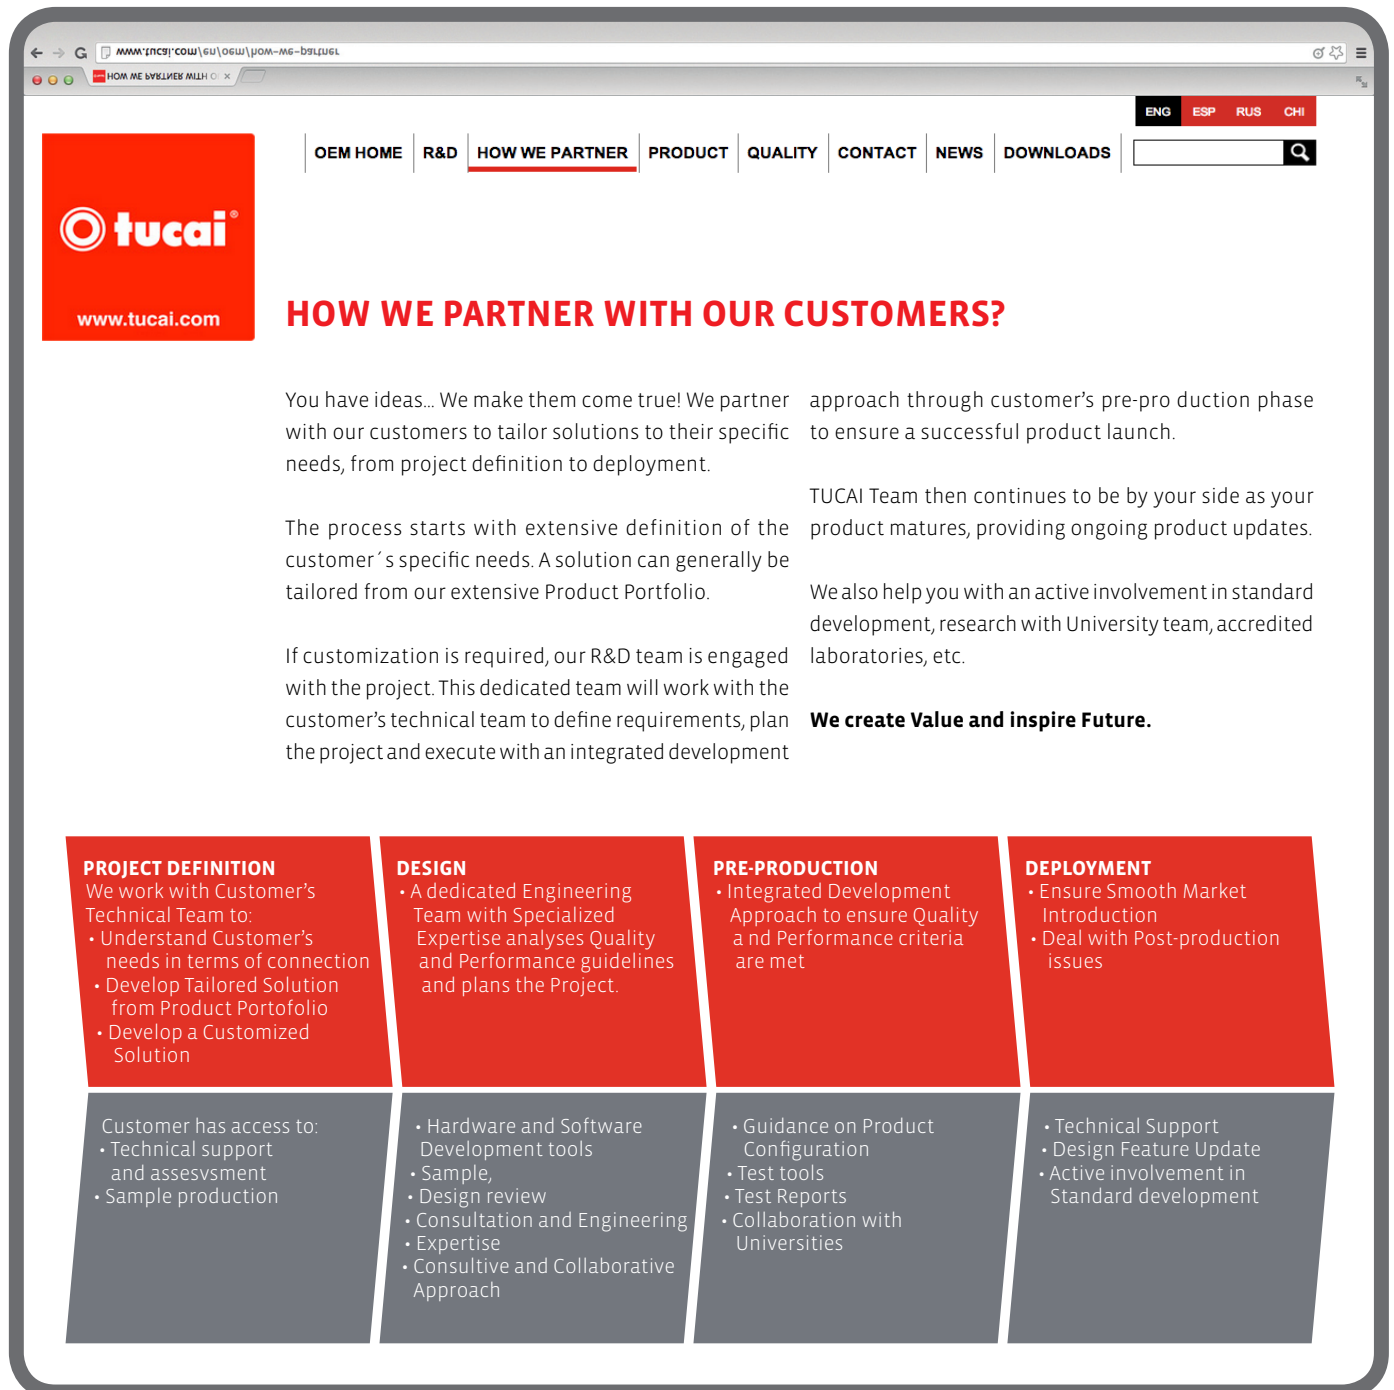 www.tucai.com/en/oem/how-we-partner
HOW WE PARTNER WITH O
ENG ESP RUS CHI
OEM HOME R&D HOW WE PARTNER PRODUCT QUALITY CONTACT NEWS DOWNLOADS
tucai®
www.tucai.com
HOW WE PARTNER WITH OUR CUSTOMERS?
You have ideas... We make them come true! We partner
with our customers to tailor solutions to their specific
needs, from project definition to deployment.
The process starts with extensive definition of the
customer´s specific needs. A solution can generally be
tailored from our extensive Product Portfolio.
If customization is required, our R&D team is engaged
with the project. This dedicated team will work with the
customer’s technical team to define requirements, plan
the project and execute with an integrated development
approach through customer’s pre-pro duction phase
to ensure a successful product launch.
TUCAI Team then continues to be by your side as your
product matures, providing ongoing product updates.
We also help you with an active involvement in standard
development, research with University team, accredited
laboratories, etc.
We create Value and inspire Future.
PROJECT DEFINITION
We work with Customer’s
Technical Team to:
• Understand Customer’s
needs in terms of connection
• Develop Tailored Solution
from Product Portofolio
• Develop a Customized
Solution
DESIGN
• A dedicated Engineering
Team with Specialized
Expertise analyses Quality
and Performance guidelines
and plans the Project.
PRE-PRODUCTION
• Integrated Development
Approach to ensure Quality
a nd Performance criteria
are met
DEPLOYMENT
• Ensure Smooth Market
Introduction
• Deal with Post-production
issues
Customer has access to:
• Technical support
and assesvsment
• Sample production
• Hardware and Software
Development tools
• Sample,
• Design review
• Consultation and Engineering
• Expertise
• Consultive and Collaborative
Approach
• Guidance on Product
Configuration
• Test tools
• Test Reports
• Collaboration with
Universities
• Technical Support
• Design Feature Update
• Active involvement in
Standard development